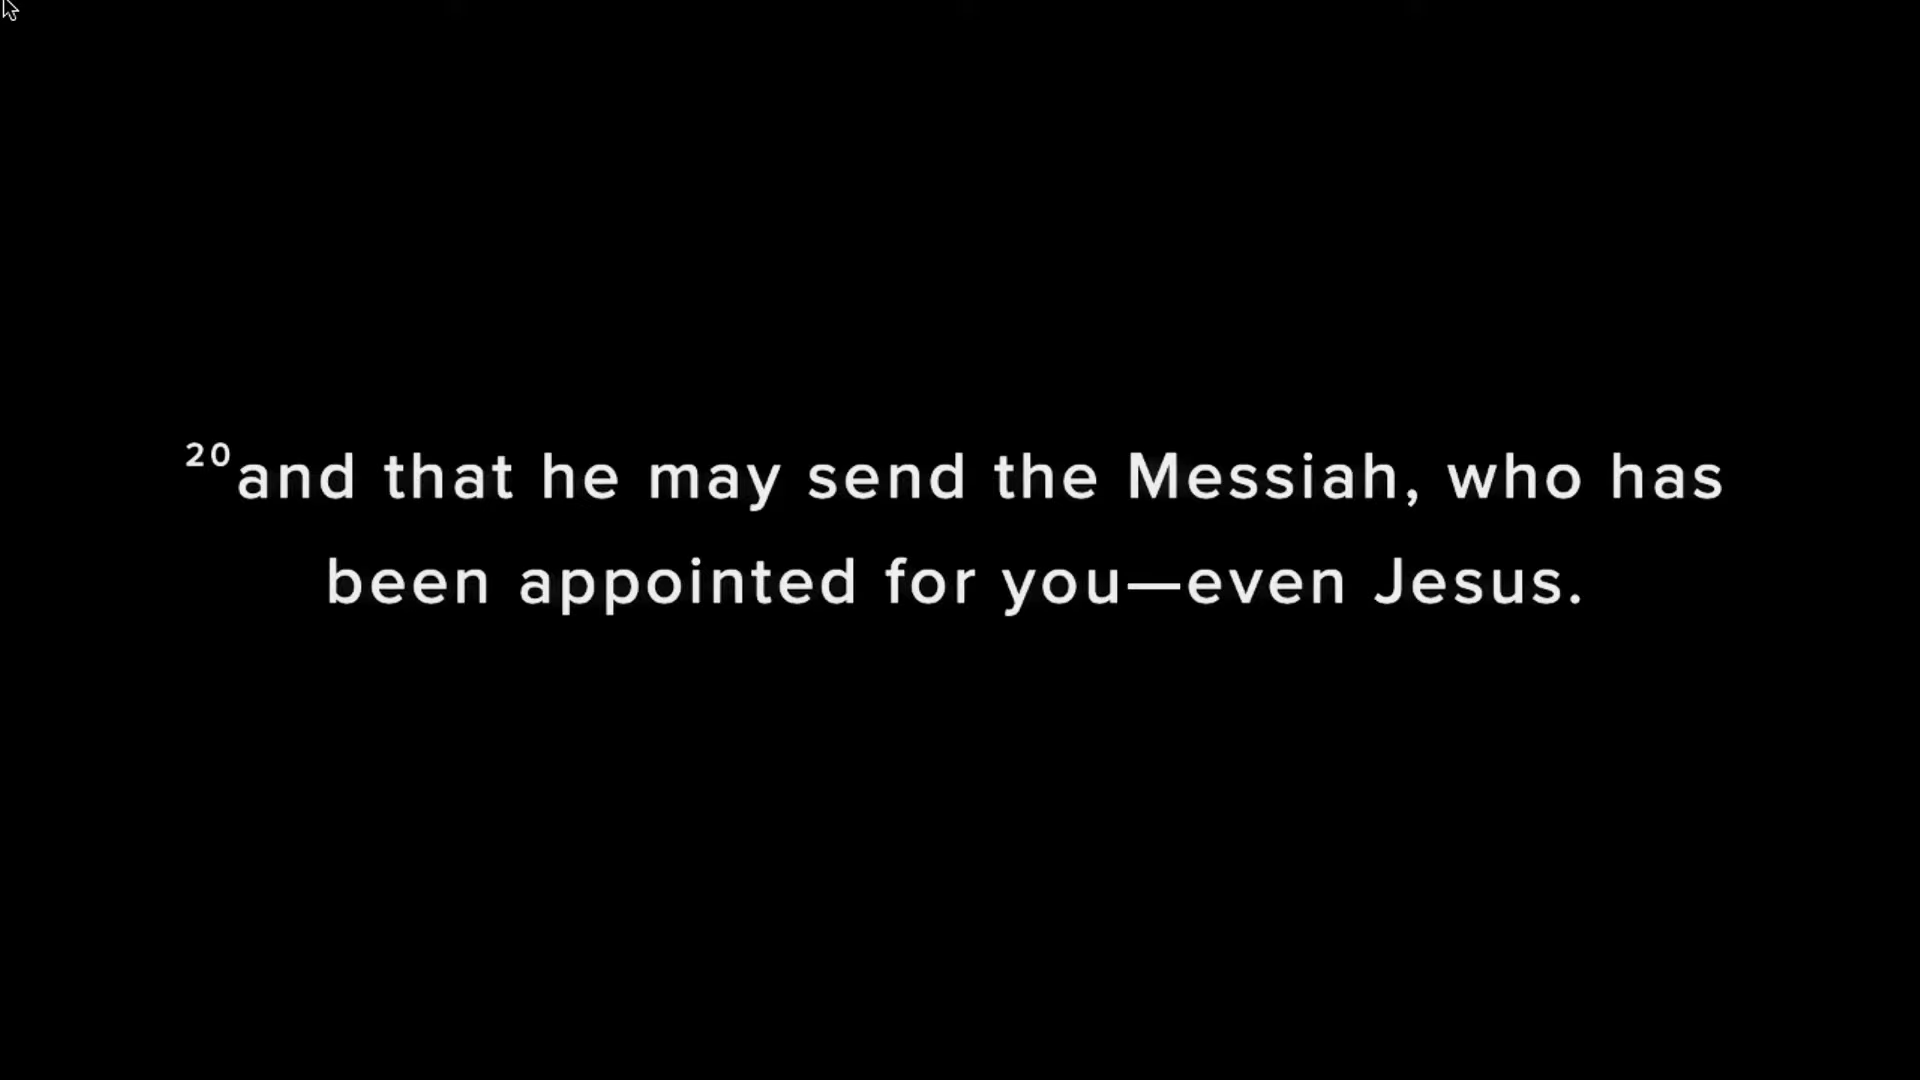 20and that he may send the Messiah, who has
been appointed for you—even Jesus.